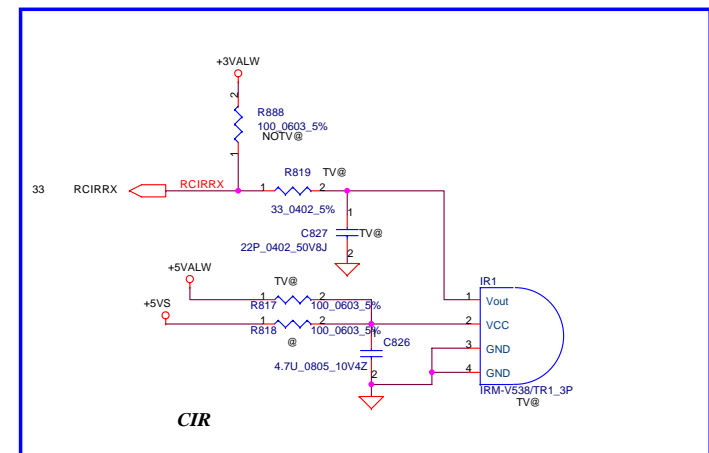 +3VALW
2
R888
100_0603_5%
NOTV@
1
R819 TV@
33 RCIRRX RCIRRX 1 2
33_0402_5%
1
C827 TV@
22P_0402_50V8J
2
+5VALW
TV@
IR1
1 2
+5VS R817 100_0603_5% 1 Vout
1 2
R818 100_0603_5% 2 VCC
@ 1 C826
3 GND
4.7U_0805_10V4Z
2 4 GND
IRM-V538/TR1_3P
TV@
CIR